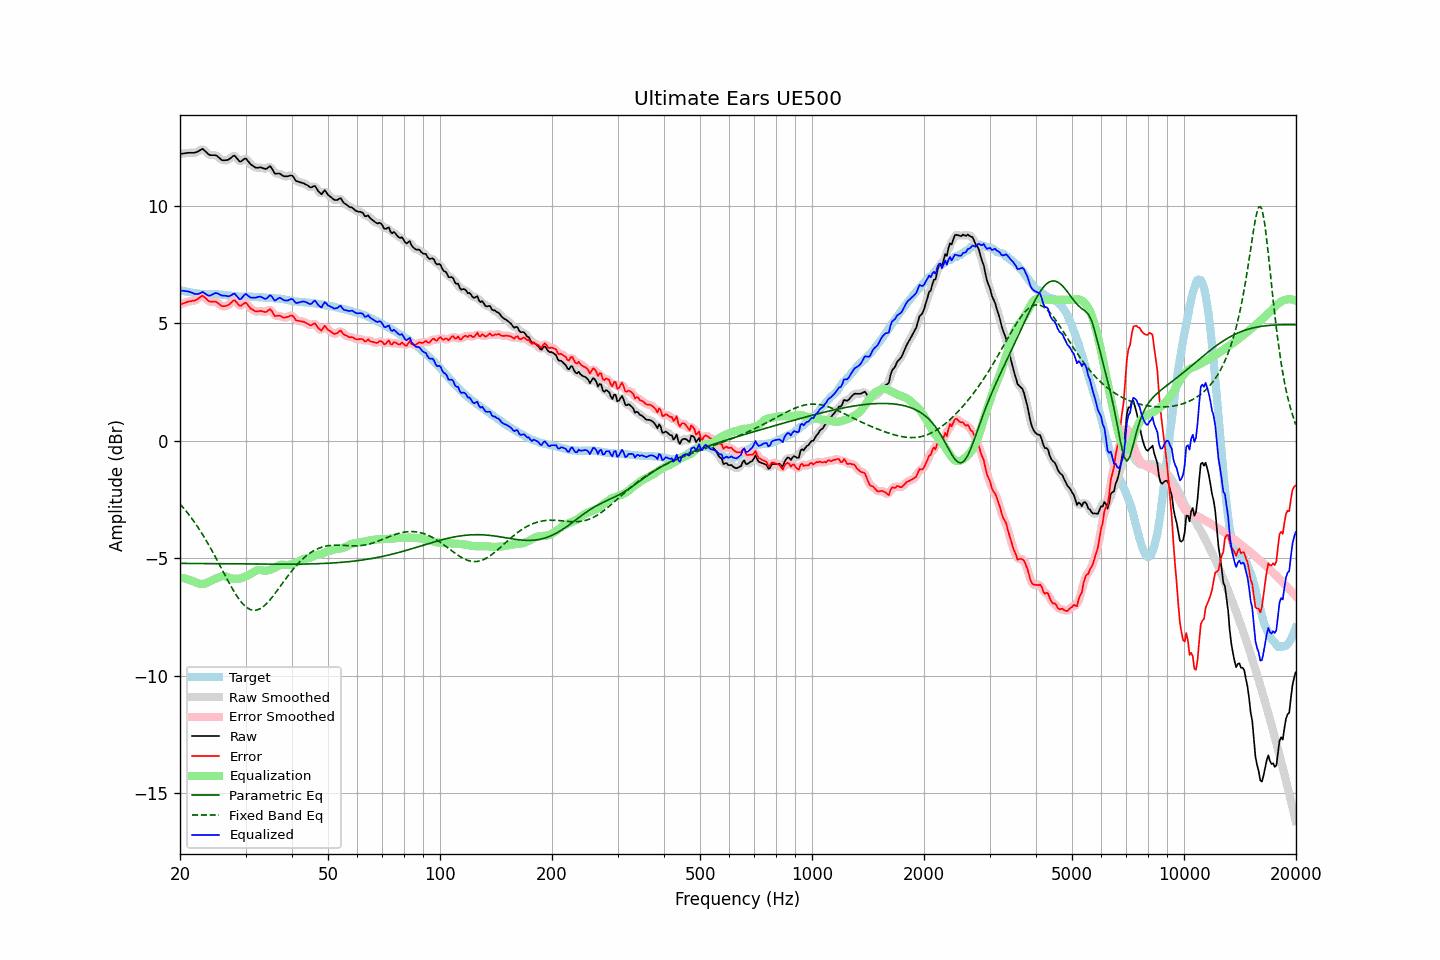 Ultimate Ears UE500
Amplitude (dBr)
10
5
0
−5
−10
−15
Target
Raw Smoothed
Error Smoothed
Raw
Error
Equalization
Parametric Eq
Fixed Band Eq
Equalized
20 50 100 200 500 1000 2000 5000 10000 20000
Frequency (Hz)